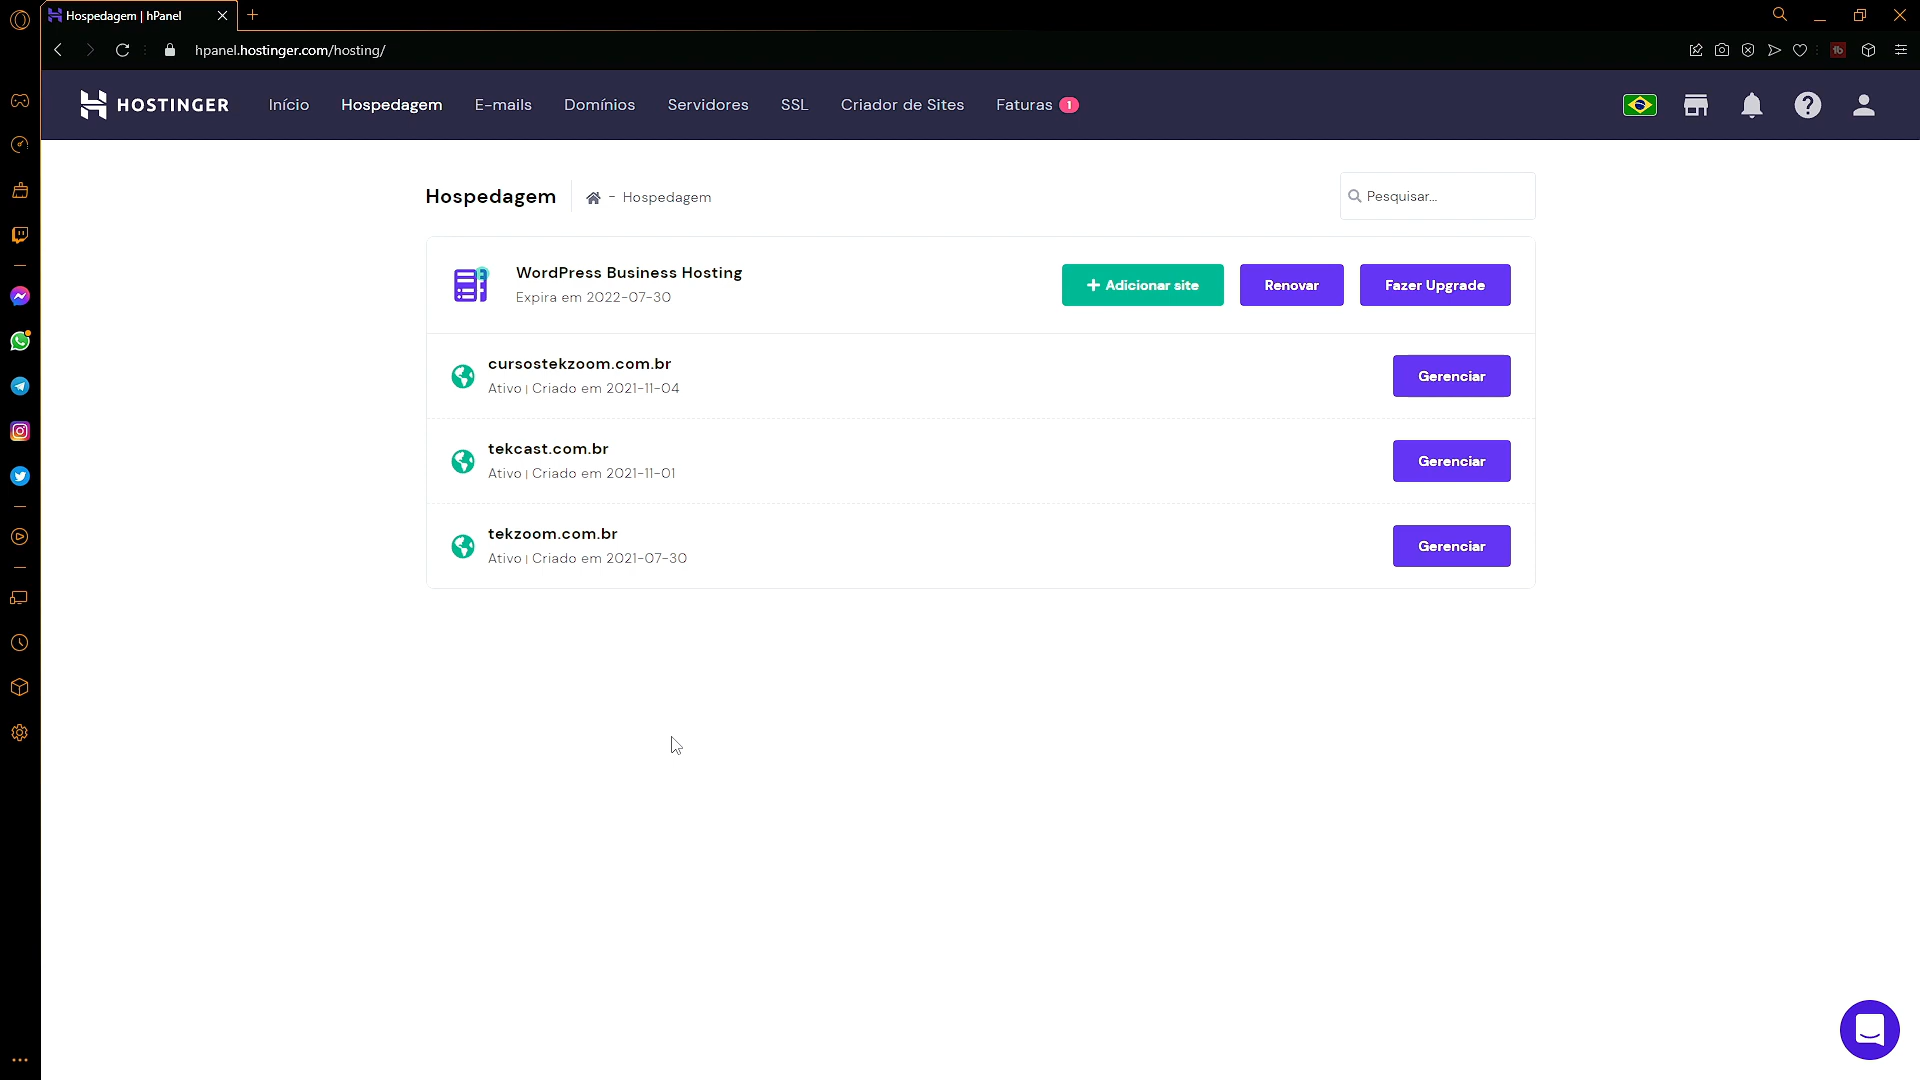 Hospedagem | hPanel
hpanel.hostinger.com/hosting/
HOSTINGER
Início
Hospedagem
E-mails
Domínios
Servidores
SSL
Criador de Sites
Faturas 1
Hospedagem
- Hospedagem
Pesquisar...
WordPress Business Hosting
Expira em 2022-07-30
+ Adicionar site
Renovar
Fazer Upgrade
cursostekzoom.com.br
Ativo | Criado em 2021-11-04
Gerenciar
tekcast.com.br
Ativo | Criado em 2021-11-01
Gerenciar
tekzoom.com.br
Ativo | Criado em 2021-07-30
Gerenciar